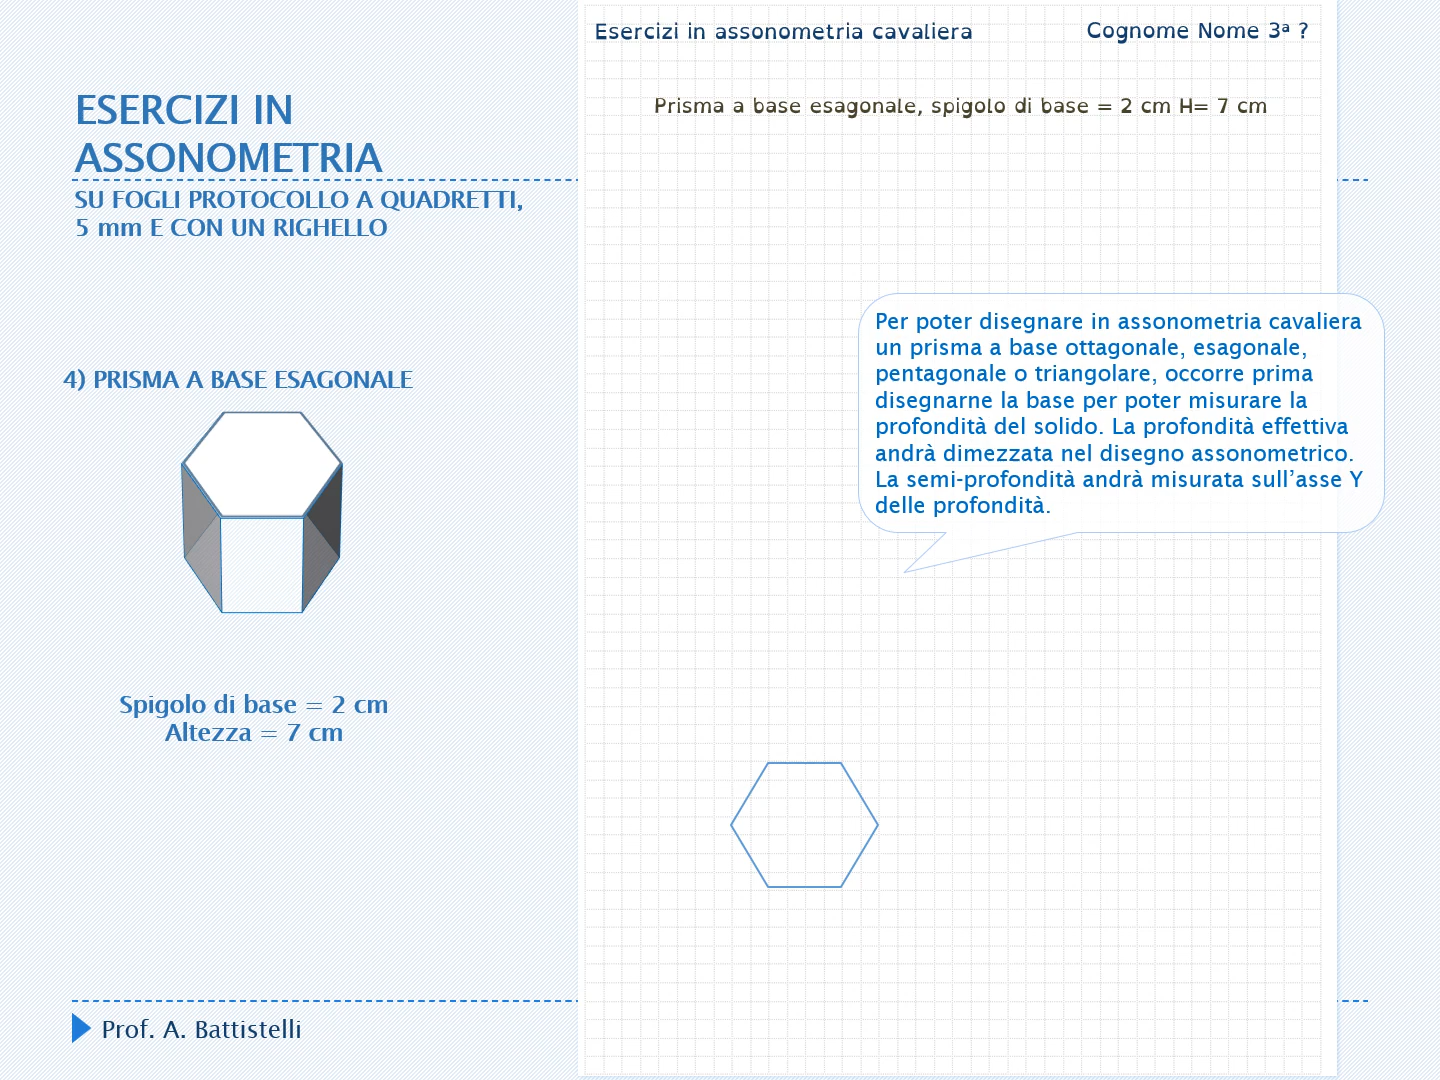 Esercizi in assonometria cavaliera
Cognome Nome 3ª ?
ESERCIZI IN
ASSONOMETRIA
SU FOGLI PROTOCOLLO A QUADRETTI,
5 mm E CON UN RIGHELLO
Prisma a base esagonale, spigolo di base = 2 cm H= 7 cm
Per poter disegnare in assonometria cavaliera
un prisma a base ottagonale, esagonale,
pentagonale o triangolare, occorre prima
disegnarne la base per poter misurare la
profondità del solido. La profondità effettiva
andrà dimezzata nel disegno assonometrico.
La semi-profondità andrà misurata sull’asse Y
delle profondità.
4) PRISMA A BASE ESAGONALE
Spigolo di base = 2 cm
Altezza = 7 cm
Prof. A. Battistelli